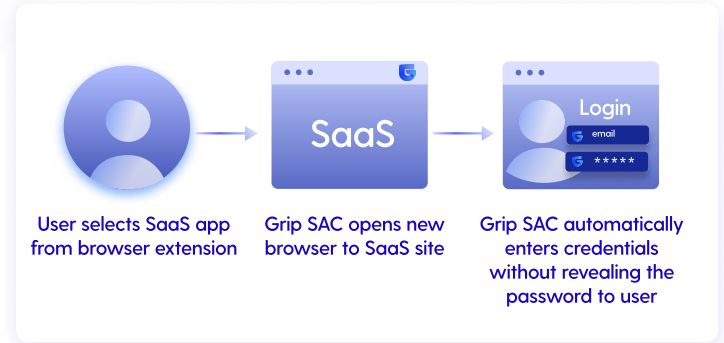 SaaS
Login
email
*****
User selects SaaS app
from browser extension
Grip SAC opens new
browser to SaaS site
Grip SAC automatically
enters credentials
without revealing the
password to user